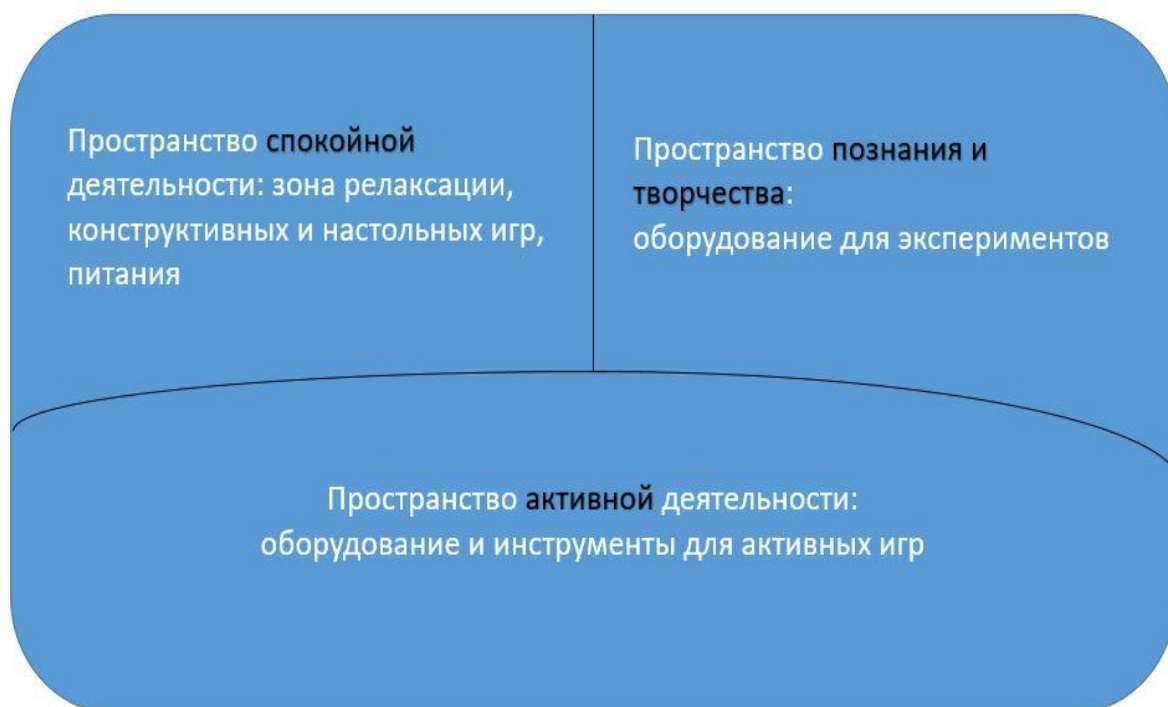 Пространство спокойной
деятельности: зона релаксации,
конструктивных и настольных игр,
питания
Пространство познания и
творчества:
оборудование для экспериментов
Пространство активной деятельности:
оборудование и инструменты для активных игр